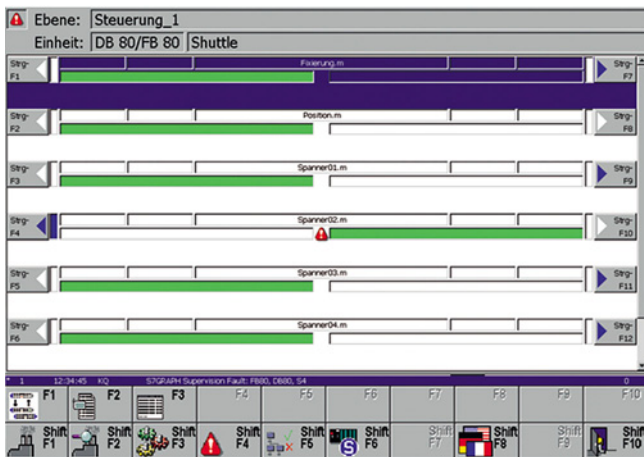 Ebene: Steuerung_1
Einheit: DB 80/FB 80 Shuttle
Strg- F1 Fixierung.m Strg- F7
Strg- F2 Position.m Strg- F8
Strg- F3 Spanner01.m Strg- F9
Strg- F4 Spanner02.m Strg- F10
Strg- F5 Spanner03.m Strg- F11
Strg- F6 Spanner04.m Strg- F12
* 1 12:34:45 KQ S7GRAPH Supervision Fault: FB80, DB80, S4 0
F1 F2 F3 F4 F5 F6 F7 F8 F9 F10
Shift Shift Shift Shift Shift Shift Shift Shift Shift Shift
F1 F2 F3 F4 F5 S F6 F7 F8 F9 F10